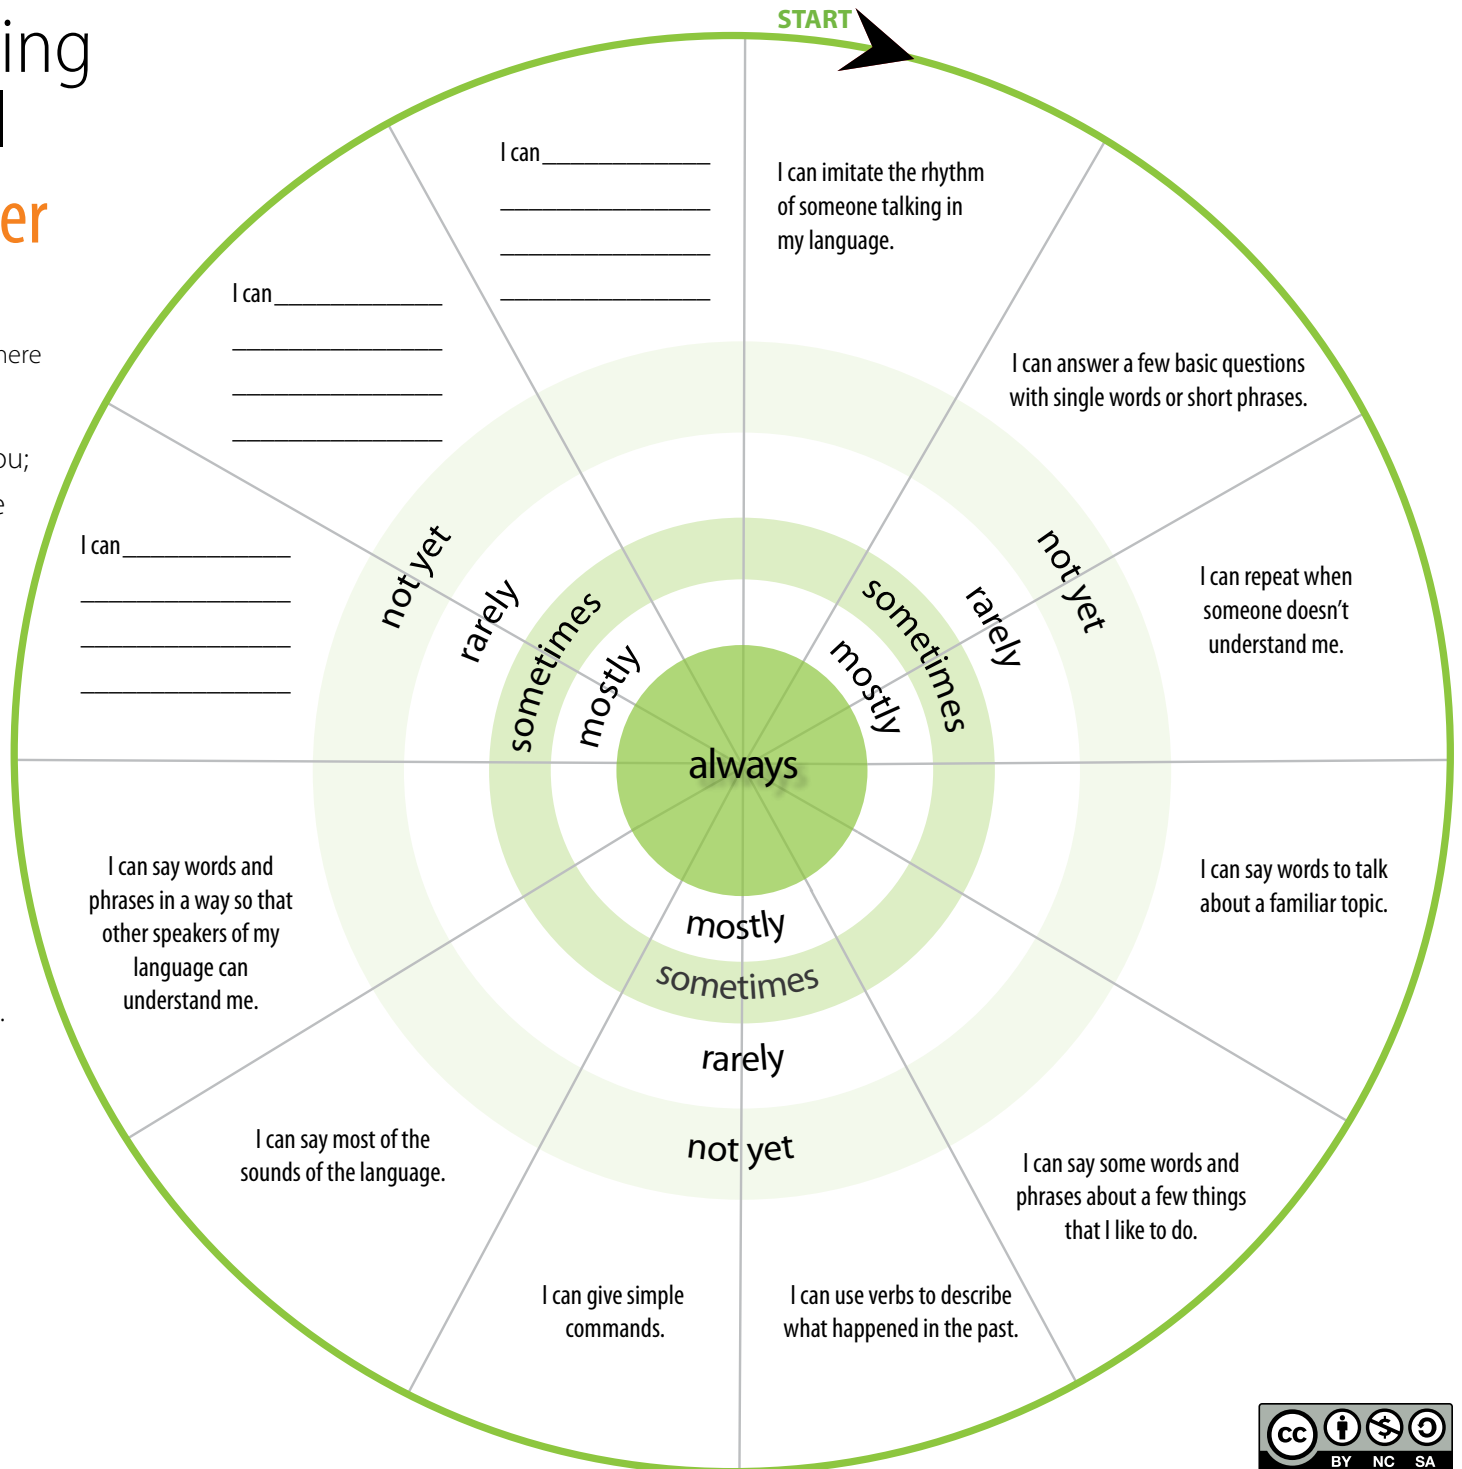 ing
er
here
ou;
e
.
START
I can imitate the rhythm
of someone talking in
my language.
I can answer a few basic questions
with single words or short phrases.
I can repeat when
someone doesn't
understand me.
I can say words to talk
about a familiar topic.
I can say some words and
phrases about a few things
that I like to do.
I can use verbs to describe
what happened in the past.
I can give simple
commands.
I can say most of the
sounds of the language.
I can say words and
phrases in a way so that
other speakers of my
language can
understand me.
I can______________
I can______________
I can______________
not yet
rarely
sometimes
mostly
not yet
rarely
sometimes
mostly
always
mostly
sometimes
rarely
not yet
cc
BY NC SA